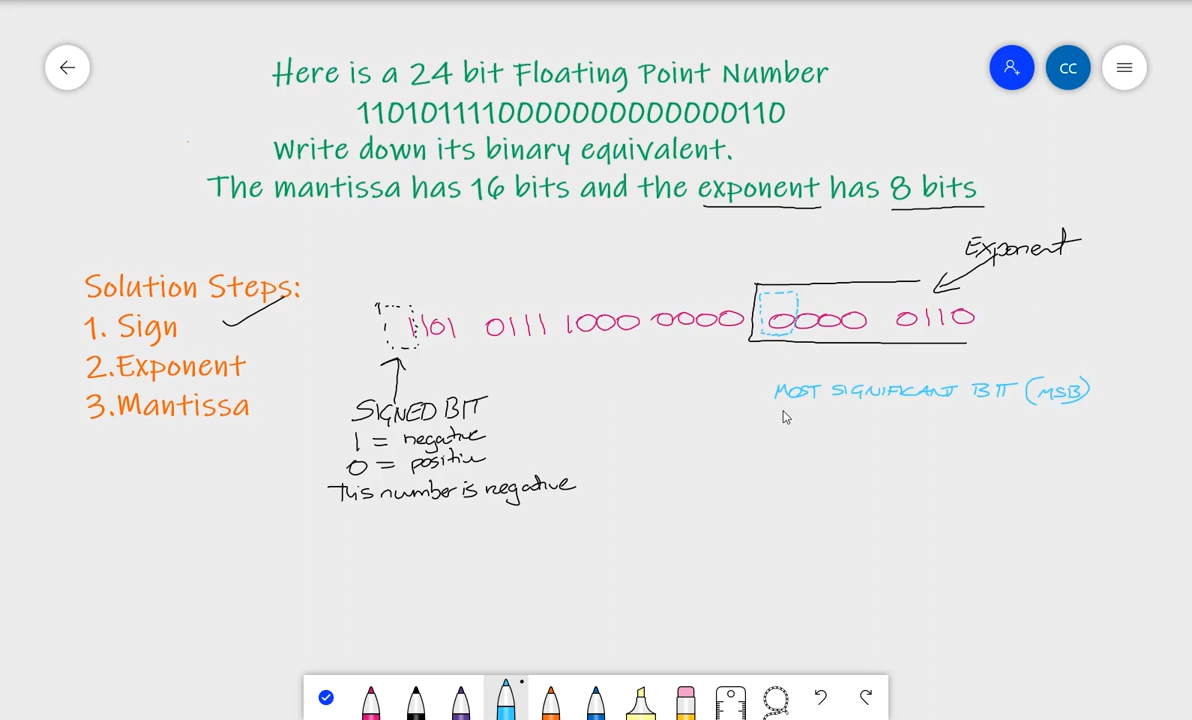 Here is a 24 bit Floating Point Number
110101111000000000000110
Write down its binary equivalent.
The mantissa has 16 bits and the exponent has 8 bits
CC
Exponent
Solution Steps:
1. Sign
2.Exponent
3.Mantissa
1101 0111 1000 0000 0000 0110
MOST SIGNIFICANT BIT (MSB)
SIGNED BIT
1 = negative
0 = positive
This number is negative